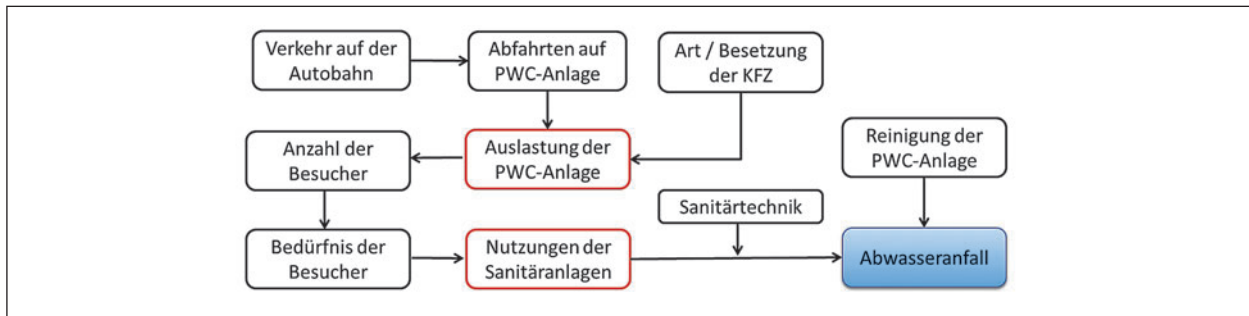 Verkehr auf der
Autobahn
Abfahrten auf
PWC-Anlage
Art / Besetzung
der KFZ
Anzahl der
Besucher
Auslastung der
PWC-Anlage
Reinigung der
PWC-Anlage
Sanitärtechnik
Bedürfnis der
Besucher
Nutzungen der
Sanitäranlagen
Abwasseranfall